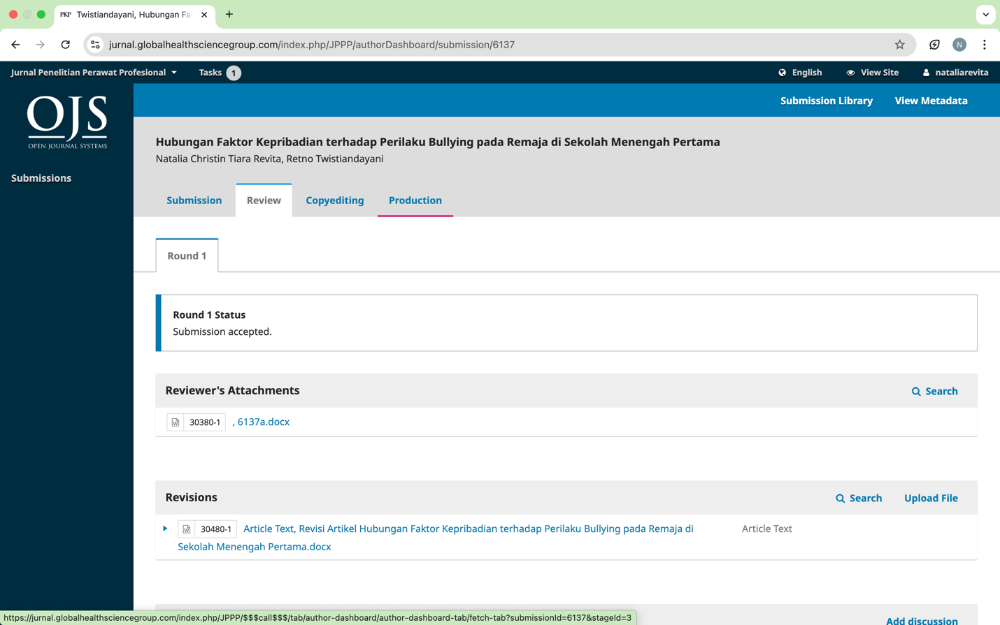 PKP Twistiandayani, Hubungan Fa
jurnal.globalhealthsciencegroup.com/index.php/JPPP/authorDashboard/submission/6137
N
Jurnal Penelitian Perawat Profesional Tasks 1 English View Site nataliarevita
OJS
OPEN JOURNAL SYSTEMS
Submission Library View Metadata
Hubungan Faktor Kepribadian terhadap Perilaku Bullying pada Remaja di Sekolah Menengah Pertama
Natalia Christin Tiara Revita, Retno Twistiandayani
Submissions
Submission Review Copyediting Production
Round 1
Round 1 Status
Submission accepted.
Reviewer's Attachments Search
30380-1 , 6137a.docx
Revisions Search Upload File
30480-1 Article Text, Revisi Artikel Hubungan Faktor Kepribadian terhadap Perilaku Bullying pada Remaja di Article Text
Sekolah Menengah Pertama.docx
Add discussion
https://jurnal.globalhealthsciencegroup.com/index.php/JPPP/$$$call$$$/tab/author-dashboard/author-dashboard-tab/fetch-tab?submissionId=6137&stageId=3